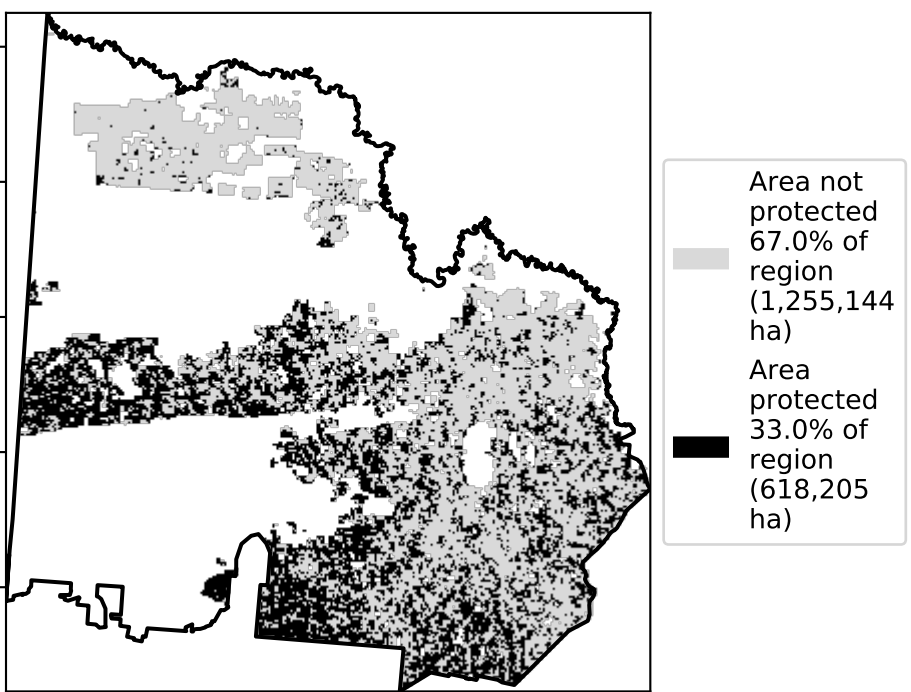 Area not
protected
67.0% of
region
(1,255,144
ha)
Area
protected
33.0% of
region
(618,205
ha)